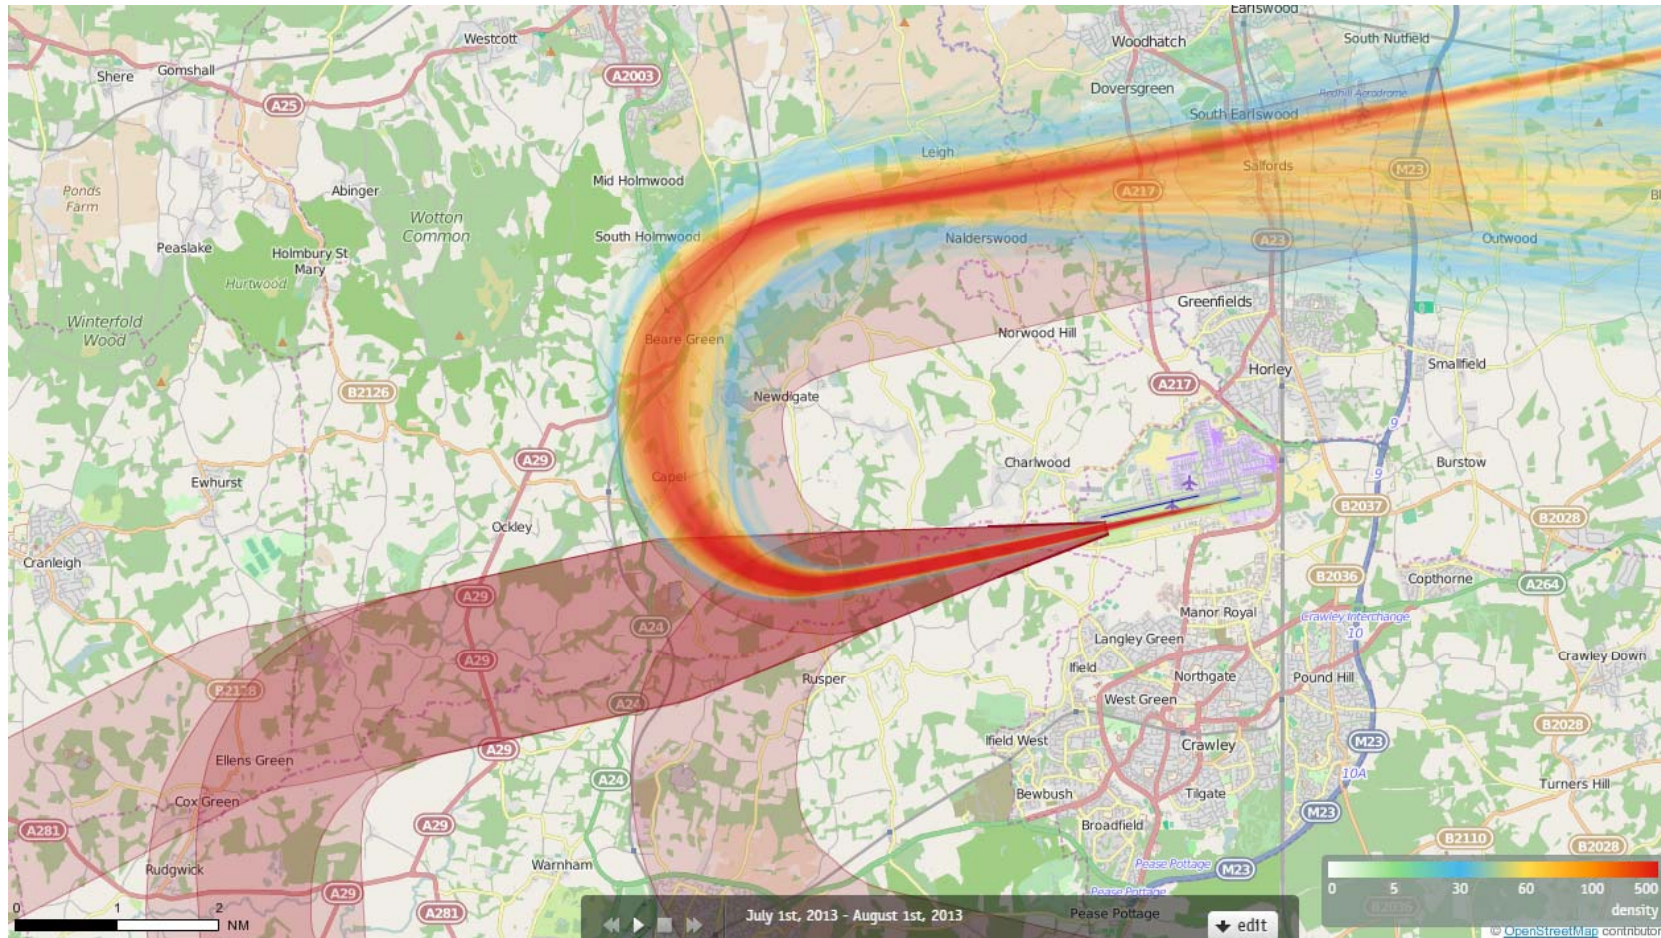 Earlswood
Westcott
Woodhatch
South Nutfield
Shere
Gomshall
A2003
A25
Doversgreen
Redhill Aerodrome
South Earlswood
Leigh
Salfords
M23
Mid Holmwood
A217
Ponds
Farm
Abinger
Wotton
Common
Peaslake
South Holmwood
Nalderswood
A23
Outwood
Holmbury St
Mary
Hurtwood
Greenfields
Winterfold
Wood
Beare Green
Norwood Hill
Smallfield
Horley
B2126
Newdigate
A217
9
A29
Charlwood
Burstow
9
Capel
Ewhurst
B2037
B2028
Ockley
Cranleigh
B2036
Copthorne
A264
A29
Manor Royal
Crawley Interchange
A24
10
Langley Green
A29
Ifield
Crawley Down
Rusper
Northgate
Pound Hill
B2128
A24
West Green
B2028
Ifield West
Crawley
M23
A29
Ellens Green
10A
A24
Turners Hill
Cox Green
Bewbush
Tilgate
M23
A281
A29
Broadfield
B2110
B2028
Rudgwick
Warnham
Pease Pottage
M23
A29
Pease Pottage
0 5 30 60 100 500
density
A281
0 1 2
NM
July 1st, 2013 - August 1st, 2013
Pease Pottage
edit
© OpenStreetMap contributor